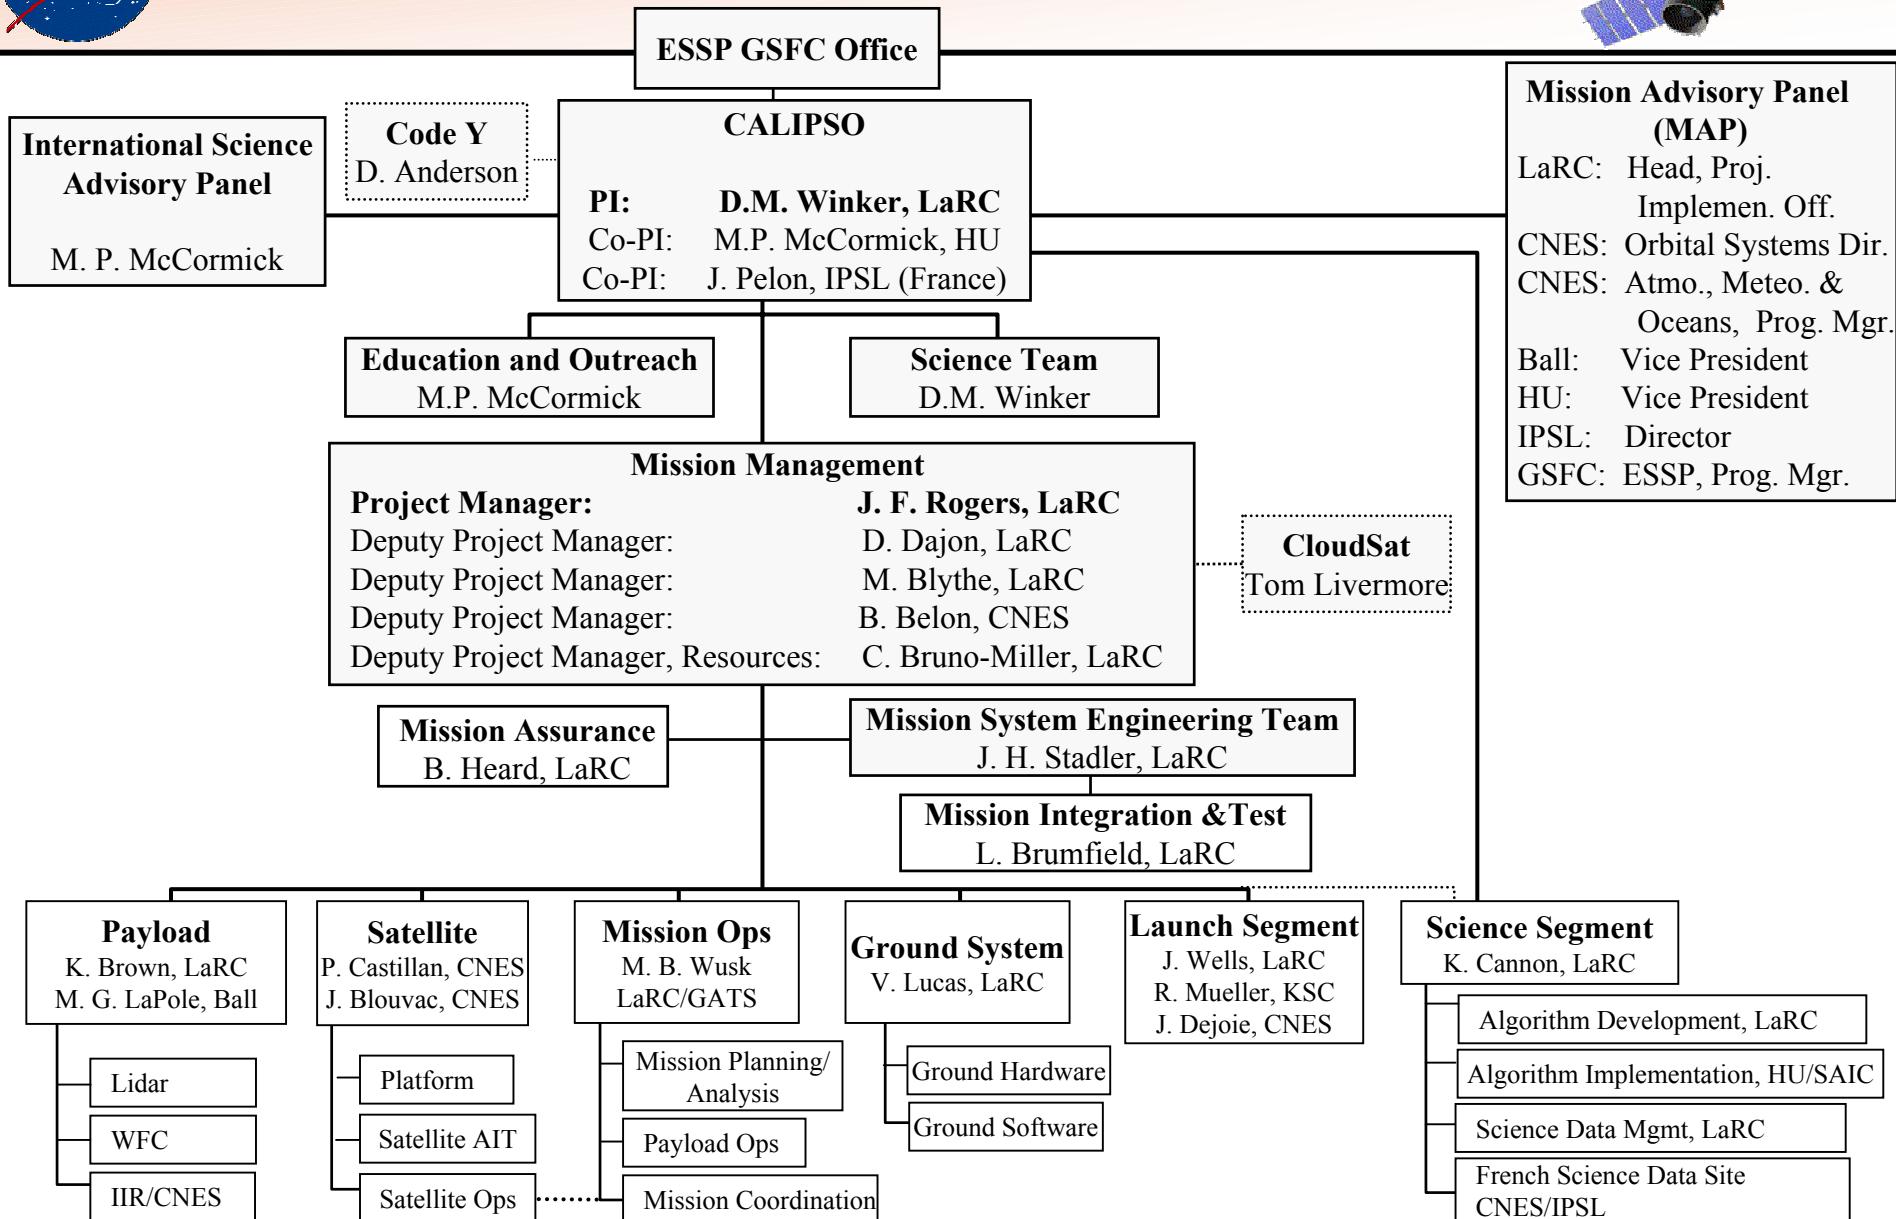 ESSP GSFC Office
International Science
Advisory Panel
M. P. McCormick
Code Y
D. Anderson
CALIPSO
PI: D.M. Winker, LaRC
Co-PI: M.P. McCormick, HU
Co-PI: J. Pelon, IPSL (France)
Mission Advisory Panel
(MAP)
LaRC: Head, Proj.
Implemen. Off.
CNES: Orbital Systems Dir.
CNES: Atmo., Meteo. &
Oceans, Prog. Mgr.
Ball: Vice President
HU: Vice President
IPSL: Director
GSFC: ESSP, Prog. Mgr.
Education and Outreach
M.P. McCormick
Science Team
D.M. Winker
Mission Management
Project Manager: J. F. Rogers, LaRC
Deputy Project Manager: D. Dajon, LaRC
Deputy Project Manager: M. Blythe, LaRC
Deputy Project Manager: B. Belon, CNES
Deputy Project Manager, Resources: C. Bruno-Miller, LaRC
CloudSat
Tom Livermore
Mission Assurance
B. Heard, LaRC
Mission System Engineering Team
J. H. Stadler, LaRC
Mission Integration &Test
L. Brumfield, LaRC
Payload
K. Brown, LaRC
M. G. LaPole, Ball
Lidar
WFC
IIR/CNES
Satellite
P. Castillan, CNES
J. Blouvac, CNES
Platform
Satellite AIT
Satellite Ops
Mission Ops
M. B. Wusk
LaRC/GATS
Mission Planning/
Analysis
Payload Ops
Mission Coordination
Ground System
V. Lucas, LaRC
Ground Hardware
Ground Software
Launch Segment
J. Wells, LaRC
R. Mueller, KSC
J. Dejoie, CNES
Science Segment
K. Cannon, LaRC
Algorithm Development, LaRC
Algorithm Implementation, HU/SAIC
Science Data Mgmt, LaRC
French Science Data Site
CNES/IPSL